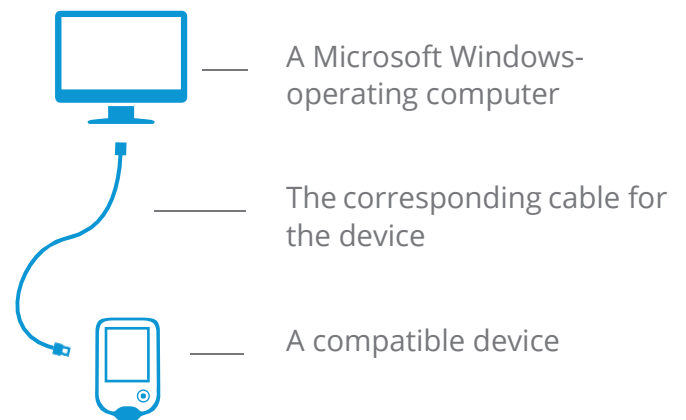 A Microsoft Windows-
operating computer
The corresponding cable for
the device
A compatible device